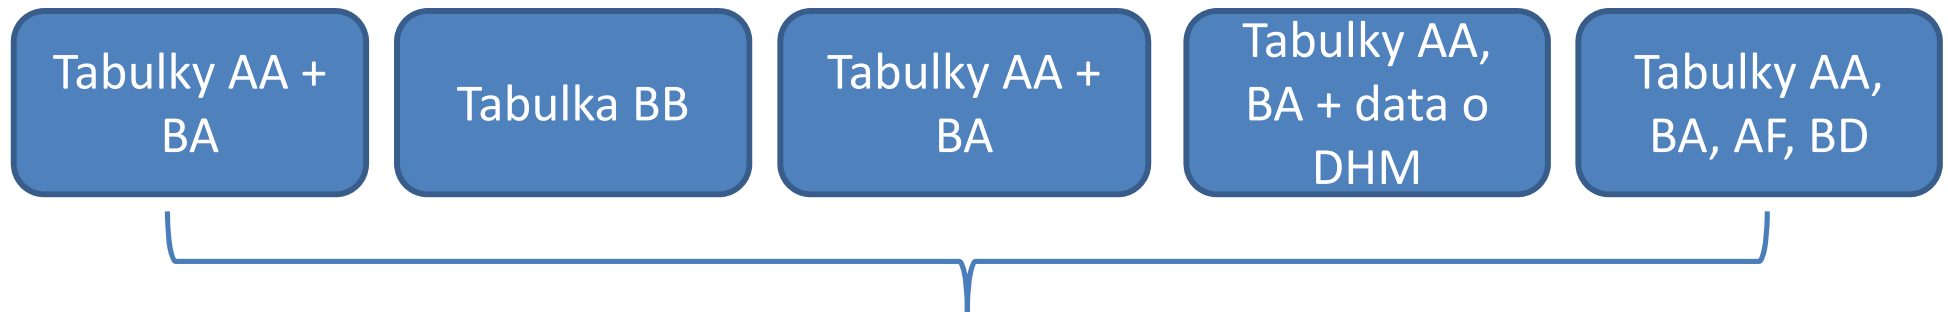 Tabulky AA +
BA
Tabulka BB
Tabulky AA +
BA
Tabulky AA,
BA + data o
DHM
Tabulky AA,
BA, AF, BD